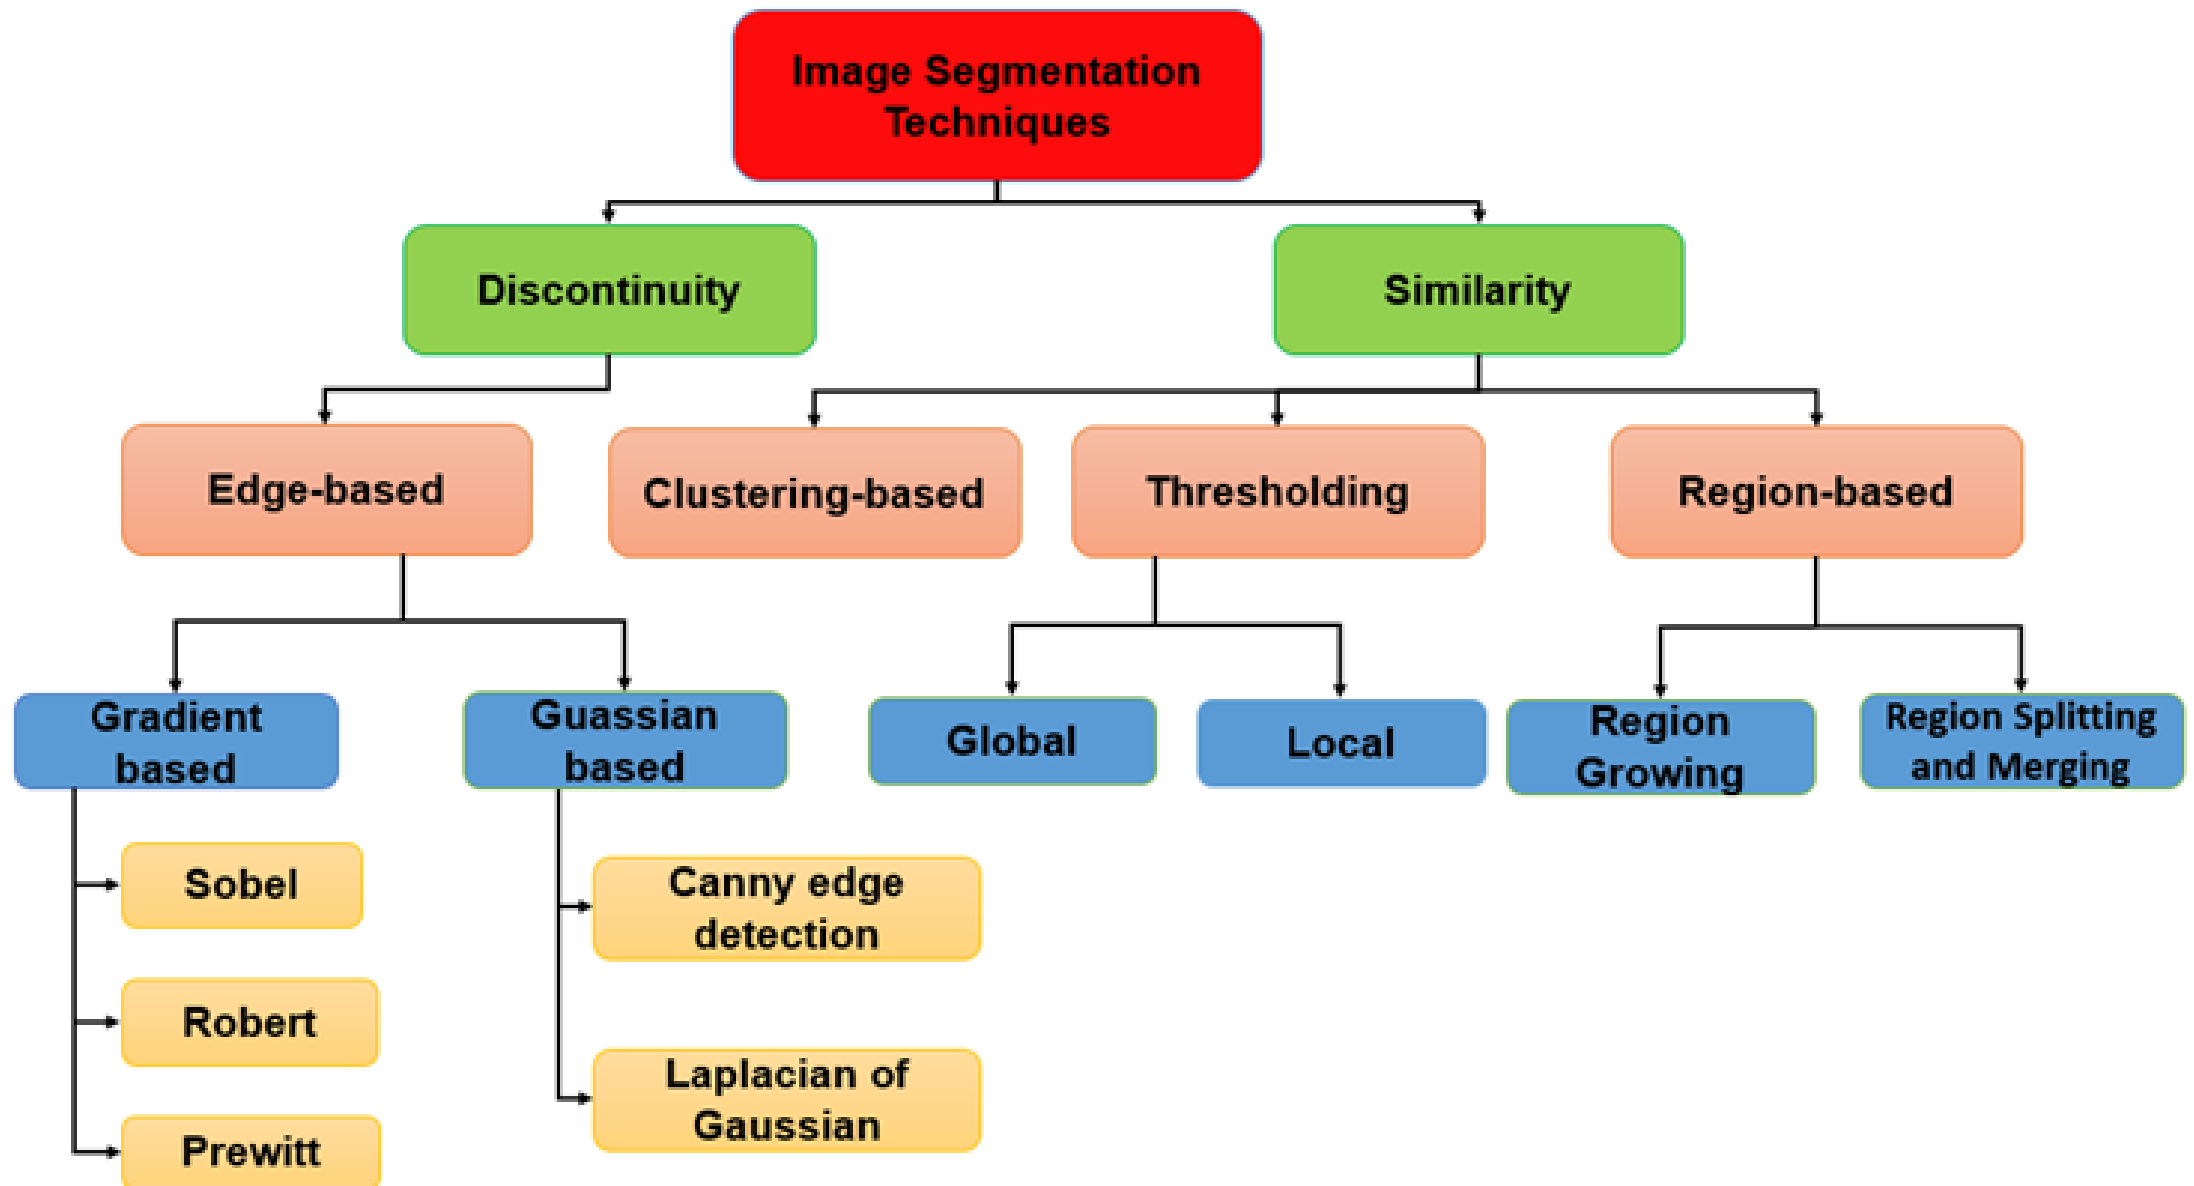 Image Segmentation
Techniques
Discontinuity
Similarity
Edge-based
Clustering-based
Thresholding
Region-based
Gradient
based
Guassian
based
Global
Local
Region
Growing
Region Splitting
and Merging
Sobel
Robert
Prewitt
Canny edge
detection
Laplacian of
Gaussian